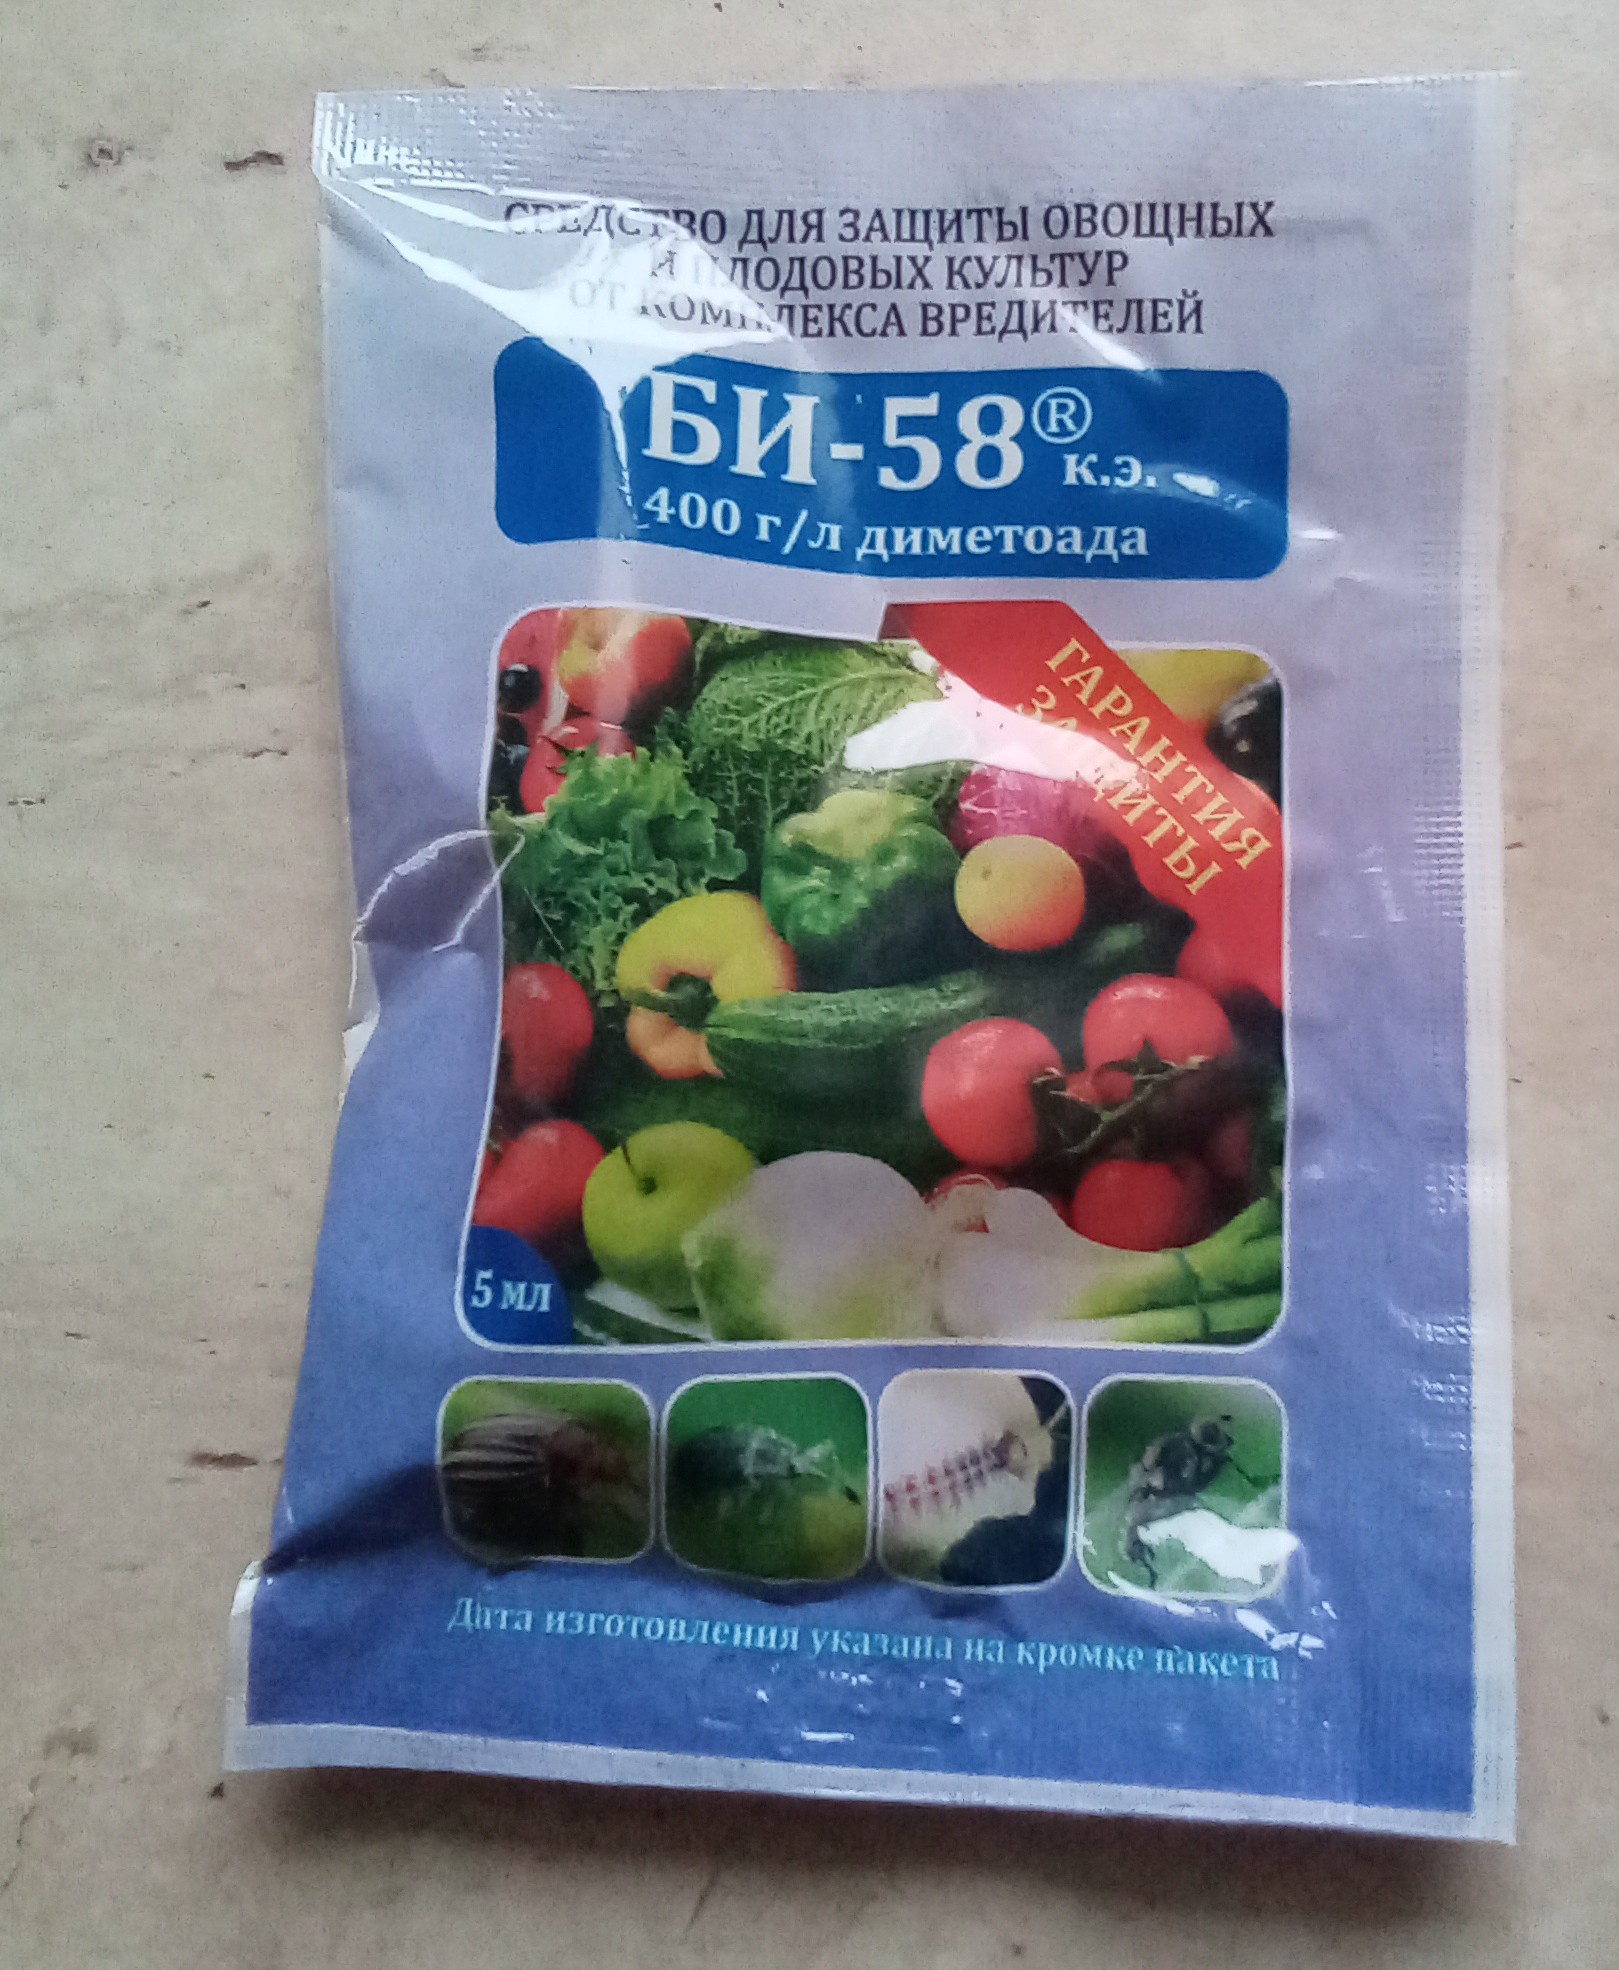 СРЕДСТВО ДЛЯ ЗАЩИТЫ ОВОЩНЫХ
И ПЛОДОВЫХ КУЛЬТУР
ОТ КОМПЛЕКСА ВРЕДИТЕЛЕЙ
БИ-58® к.э.
400 г/л диметоада
ГАРАНТИЯ
ЗАЩИТЫ
5 мл
Дата изготовления указана на кромке пакета